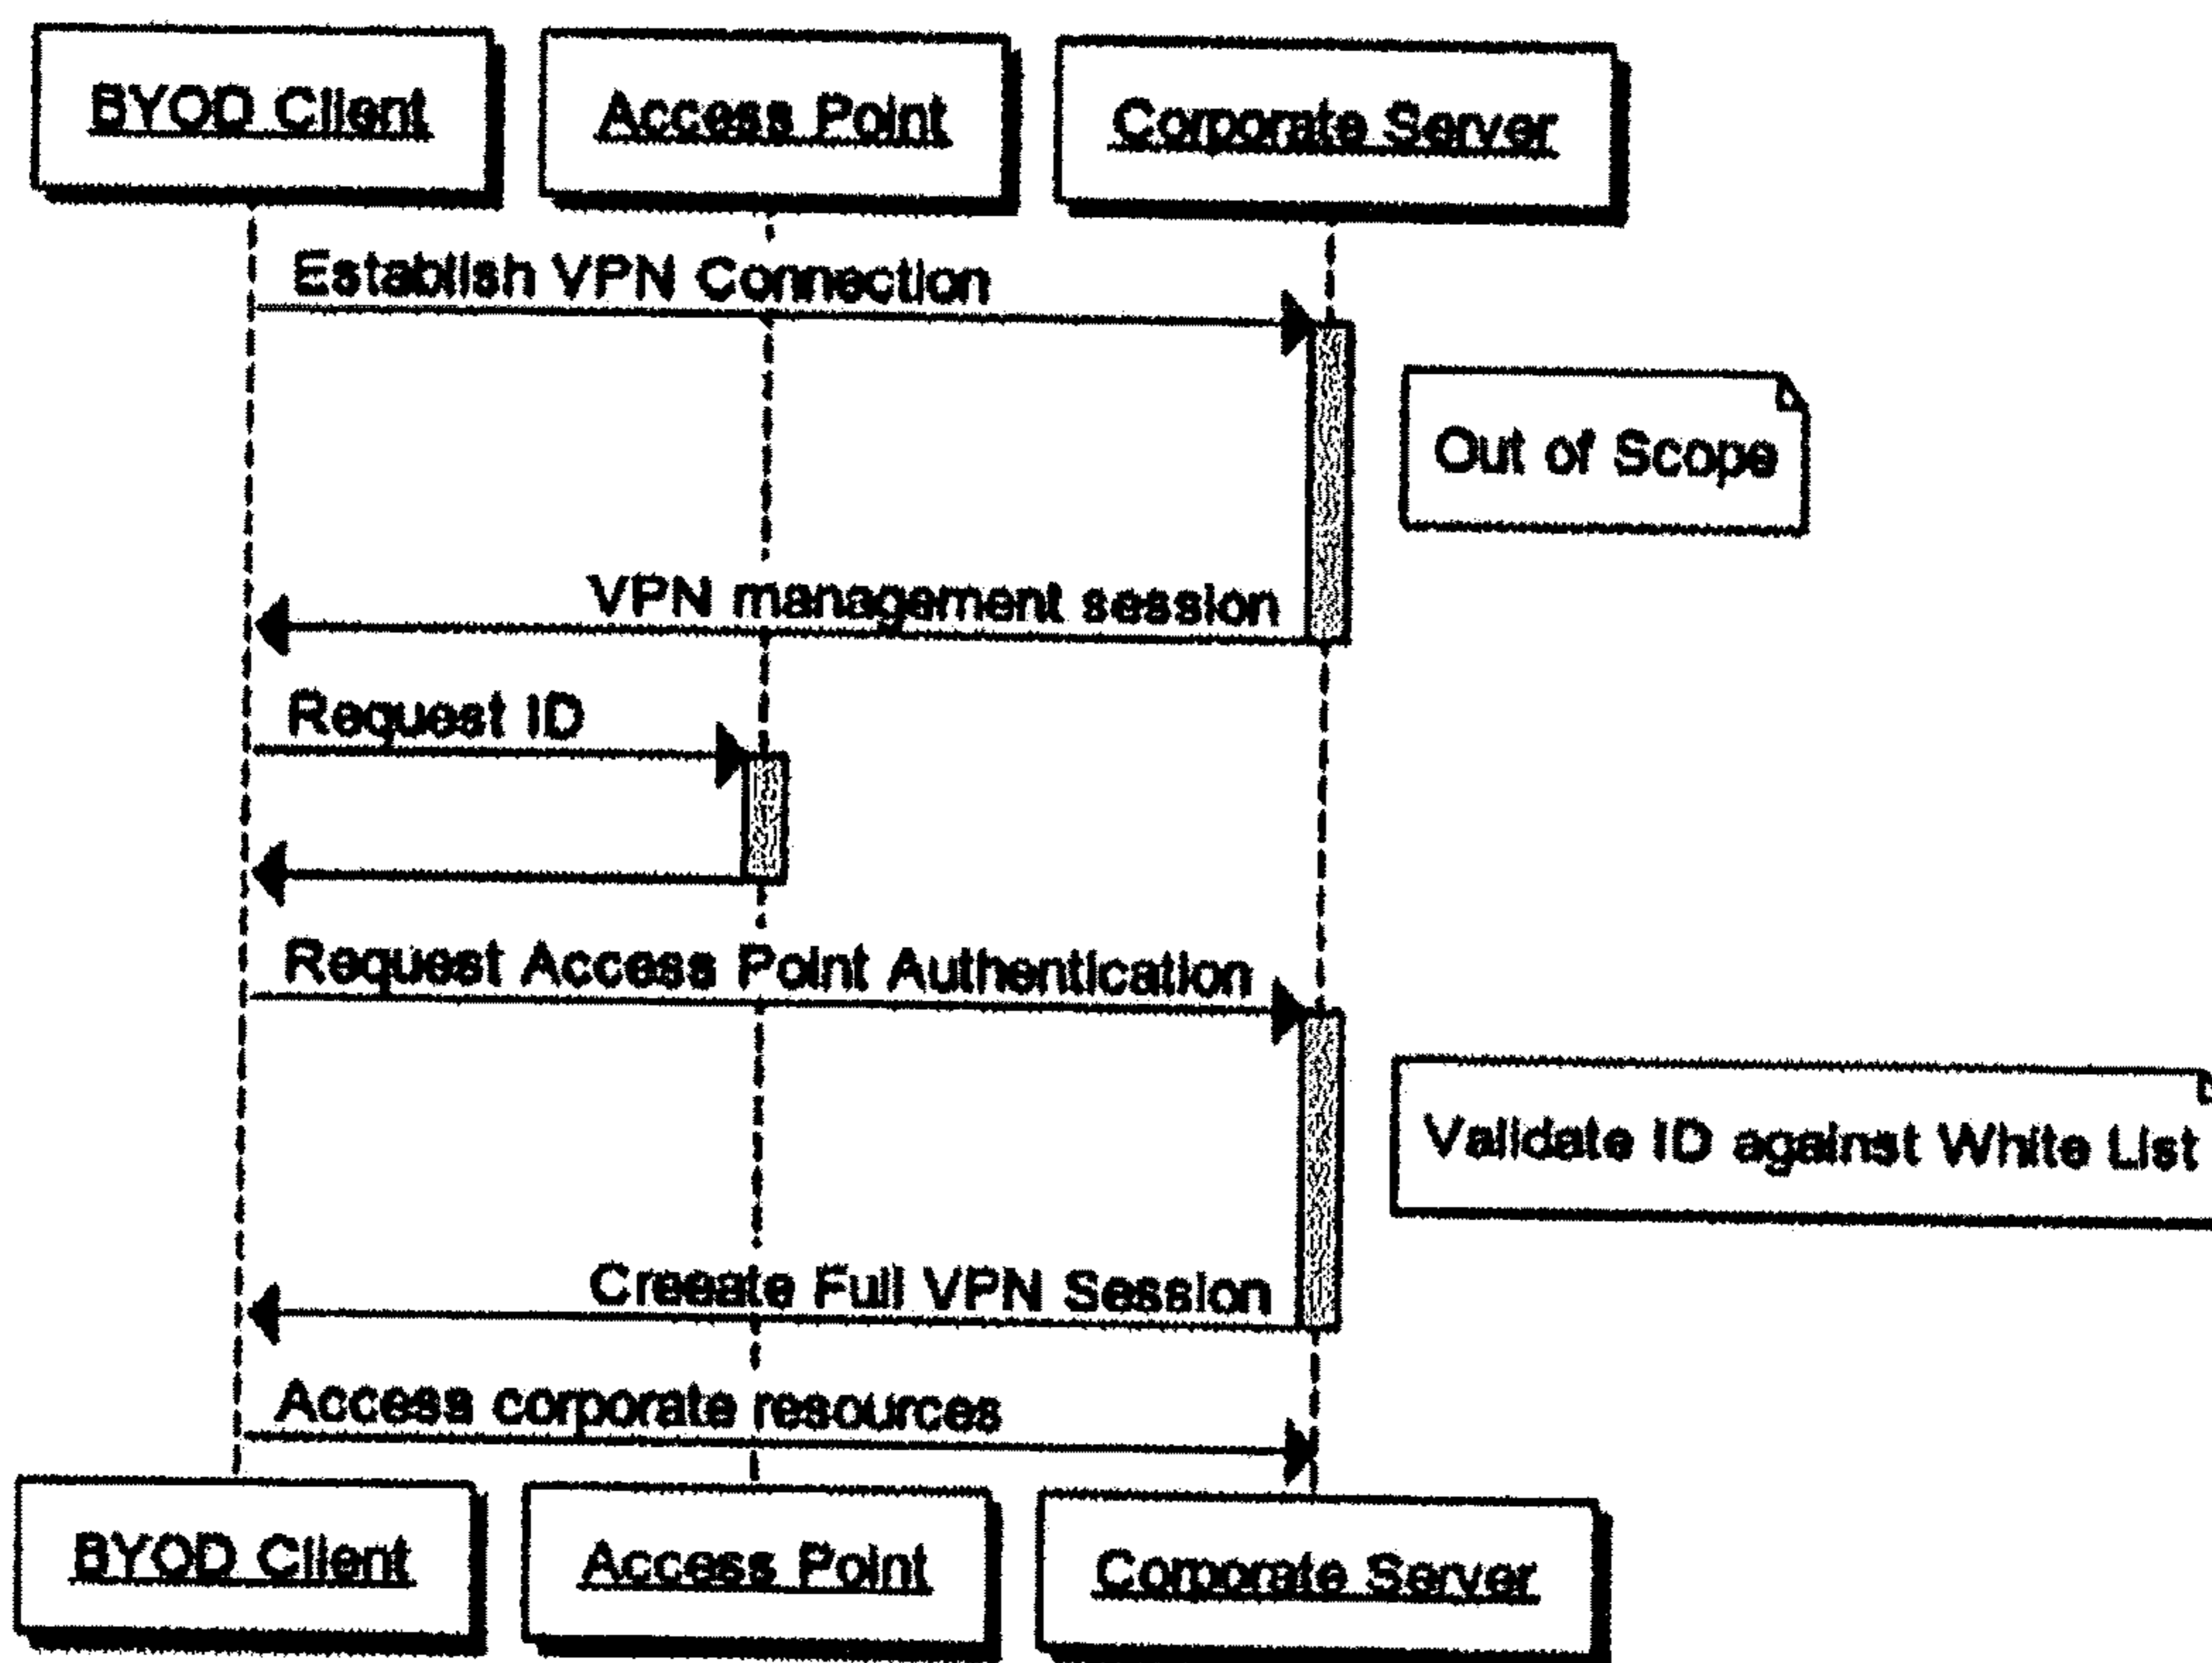 BYOD Client
Access Point
Corporate Server
Establish VPN Connection
Out of Scope
VPN management session
Request ID
Request Access Point Authentication
Validate ID against White List
Creeate Full VPN Session
Access corporate resources
BYOD Client
Access Point
Corporate Server